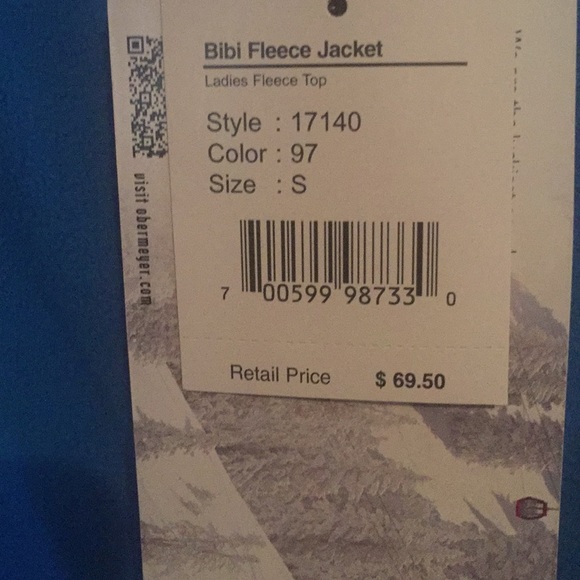 Bibi Fleece Jacket
Ladies Fleece Top
Style : 17140
Color : 97
Size : S
7 00599 98733 0
Retail Price $ 69.50
visit obermeyer.com